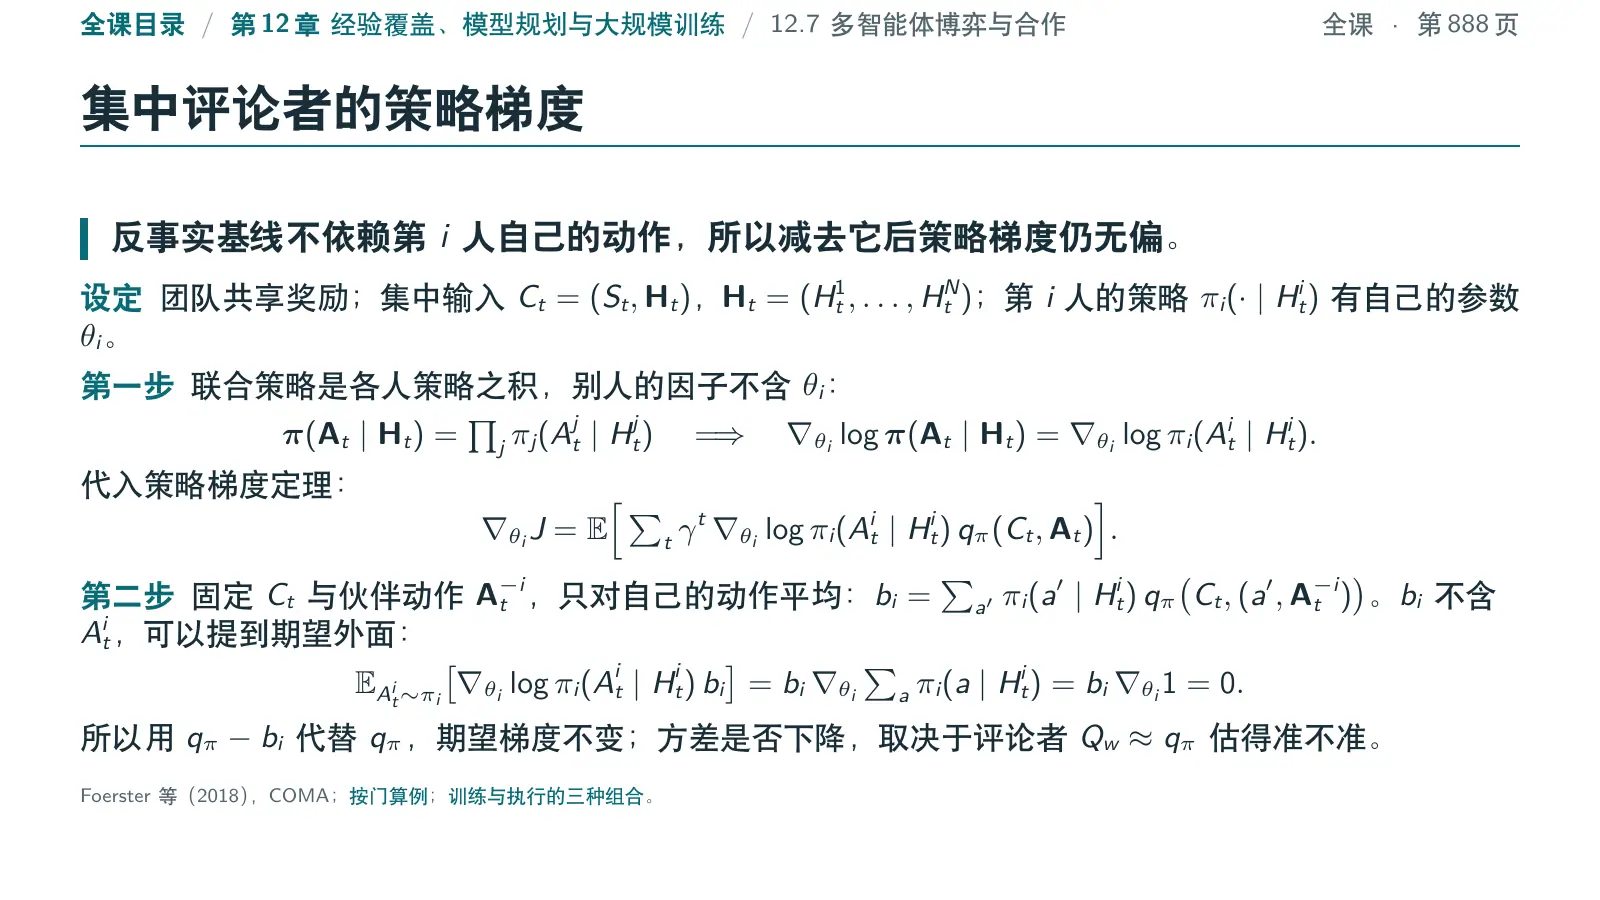 全课目录 / 第 12 章 经验覆盖、模型规划与大规模训练 / 12.7 多智能体博弈与合作 全课 · 第 888 页
集中评论者的策略梯度
反事实基线不依赖第 i 人自己的动作，所以减去它后策略梯度仍无偏。
设定 团队共享奖励；集中输入 C_t = (S_t, 𝐇_t)，𝐇_t = (H_t^1, …, H_t^N)；第 i 人的策略 π_i(· | H_t^i) 有自己的参数
θ_i。
第一步 联合策略是各人策略之积，别人的因子不含 θ_i：
𝛑(𝐀_t | 𝐇_t) = ∏_j π_j(A_t^j | H_t^j) ⟹ ∇_{θ_i} log 𝛑(𝐀_t | 𝐇_t) = ∇_{θ_i} log π_i(A_t^i | H_t^i).
代入策略梯度定理：
∇_{θ_i} J = 𝔼[∑_t γ^t ∇_{θ_i} log π_i(A_t^i | H_t^i) q_π(C_t, 𝐀_t)].
第二步 固定 C_t 与伙伴动作 𝐀_t^{−i}，只对自己的动作平均：b_i = ∑_{a′} π_i(a′ | H_t^i) q_π(C_t, (a′, 𝐀_t^{−i}))。b_i 不含
A_t^i，可以提到期望外面：
𝔼_{A_t^i∼π_i}[∇_{θ_i} log π_i(A_t^i | H_t^i) b_i] = b_i ∇_{θ_i} ∑_a π_i(a | H_t^i) = b_i ∇_{θ_i} 1 = 0.
所以用 q_π − b_i 代替 q_π，期望梯度不变；方差是否下降，取决于评论者 Q_w ≈ q_π 估得准不准。
Foerster 等（2018），COMA；按门算例；训练与执行的三种组合。